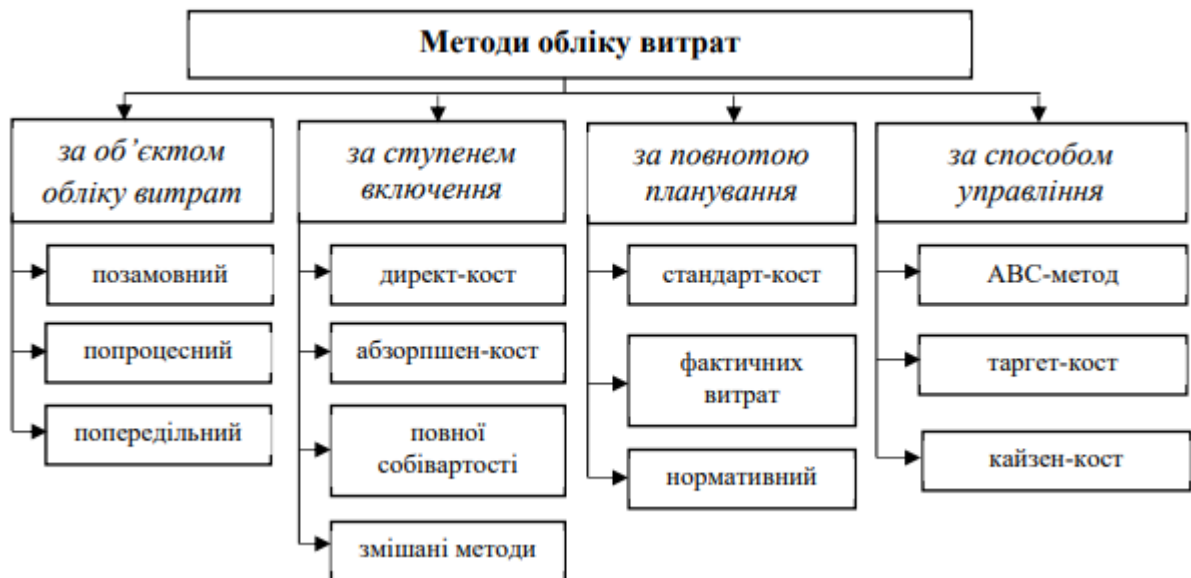 Методи обліку витрат
за об’єктом
обліку витрат
позамовний
попроцесний
попередільний
за ступенем
включення
директ-кост
абзорпшен-кост
повної
собівартості
змішані методи
за повнотою
планування
стандарт-кост
фактичних
витрат
нормативний
за способом
управління
АВС-метод
таргет-кост
кайзен-кост